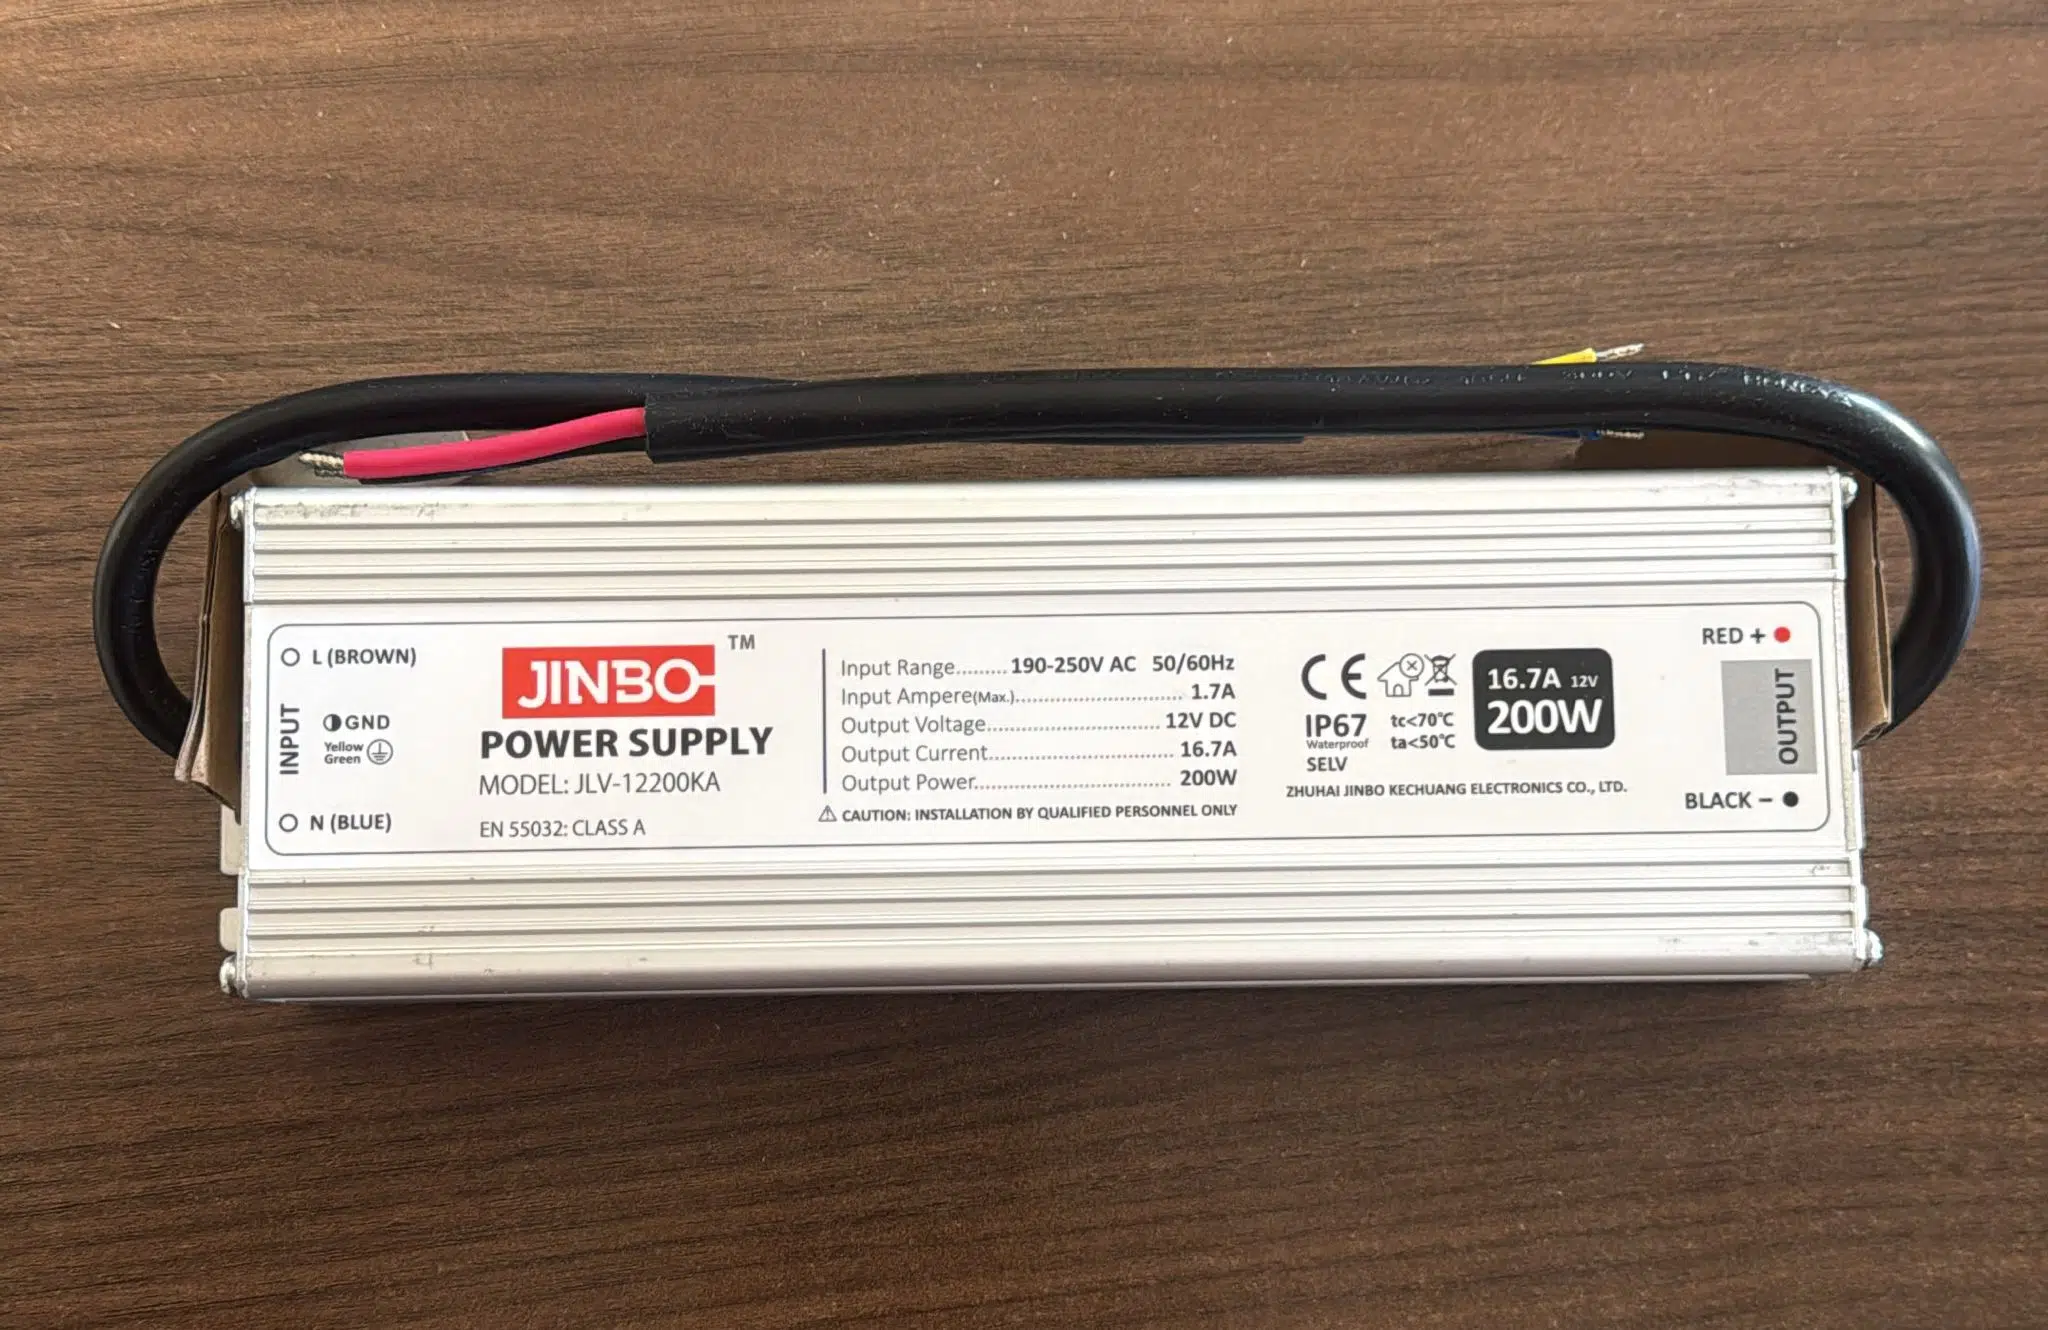 L (BROWN)
INPUT
GND
Yellow
Green
N (BLUE)
JINBO
TM
POWER SUPPLY
MODEL: JLV-12200KA
EN 55032: CLASS A
Input Range......... 190-250V AC 50/60Hz
Input Ampere(Max.)................................ 1.7A
Output Voltage................................. 12V DC
Output Current.................................... 16.7A
Output Power..................................... 200W
⚠ CAUTION: INSTALLATION BY QUALIFIED PERSONNEL ONLY
CE
IP67
Waterproof
SELV
tc<70℃
ta<50℃
16.7A 12V
200W
ZHUHAI JINBO KECHUANG ELECTRONICS CO., LTD.
RED +
OUTPUT
BLACK −